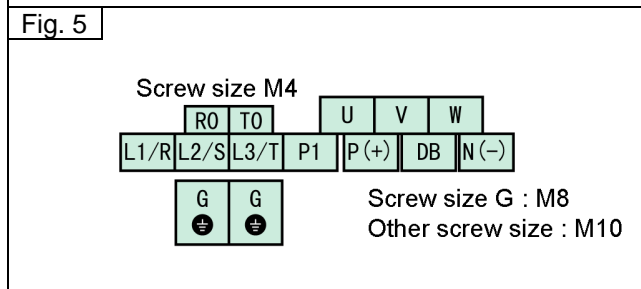 Fig. 5
Screw size M4
R0 T0 U V W
L1/R L2/S L3/T P1 P(+) DB N(-)
G G
Screw size G : M8
Other screw size : M10